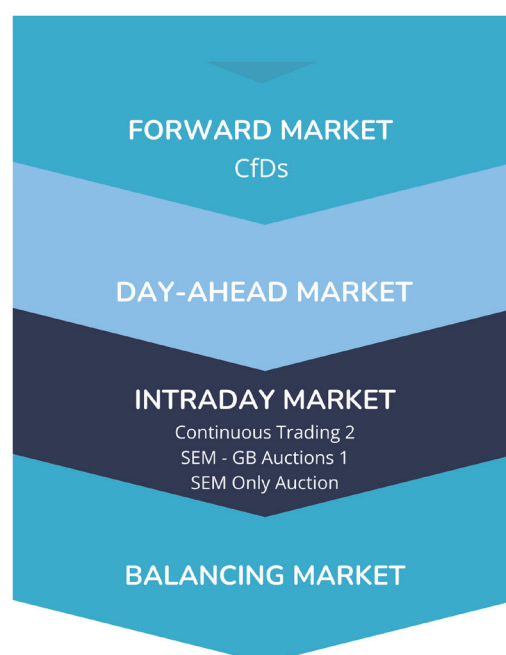 FORWARD MARKET
CfDs
DAY-AHEAD MARKET
INTRADAY MARKET
Continuous Trading 2
SEM - GB Auctions 1
SEM Only Auction
BALANCING MARKET